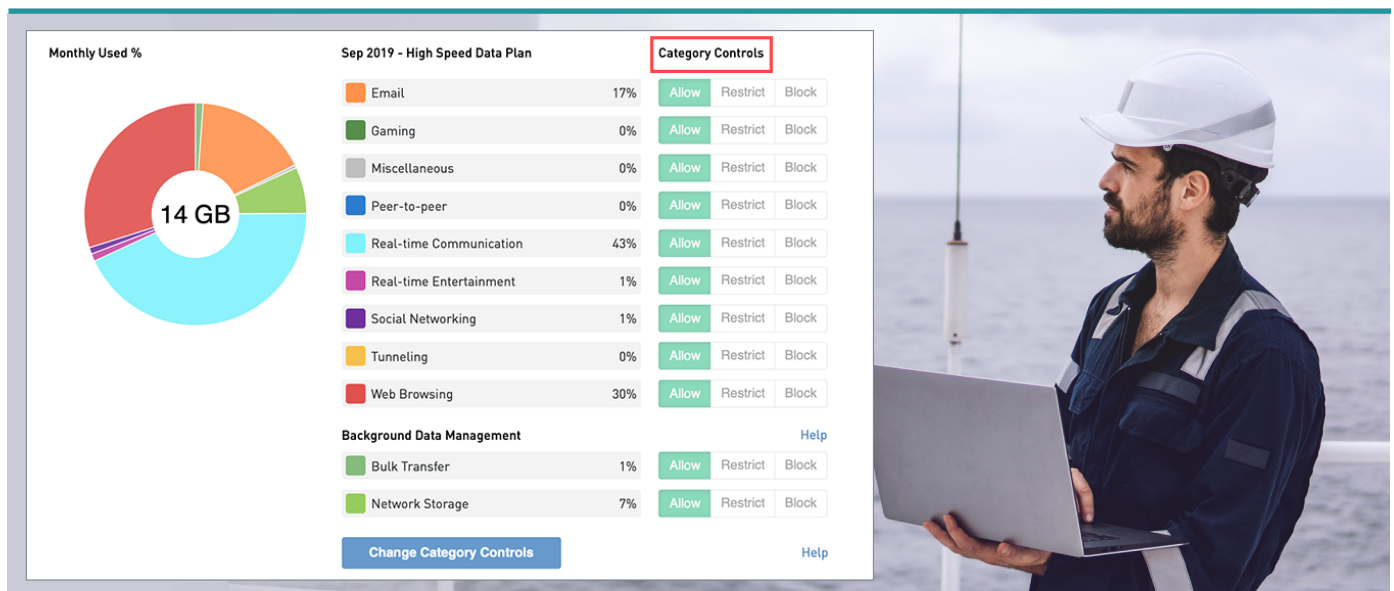 Monthly Used %
Sep 2019 - High Speed Data Plan
Category Controls
14 GB
Email 17% Allow Restrict Block
Gaming 0% Allow Restrict Block
Miscellaneous 0% Allow Restrict Block
Peer-to-peer 0% Allow Restrict Block
Real-time Communication 43% Allow Restrict Block
Real-time Entertainment 1% Allow Restrict Block
Social Networking 1% Allow Restrict Block
Tunneling 0% Allow Restrict Block
Web Browsing 30% Allow Restrict Block
Background Data Management Help
Bulk Transfer 1% Allow Restrict Block
Network Storage 7% Allow Restrict Block
Change Category Controls Help